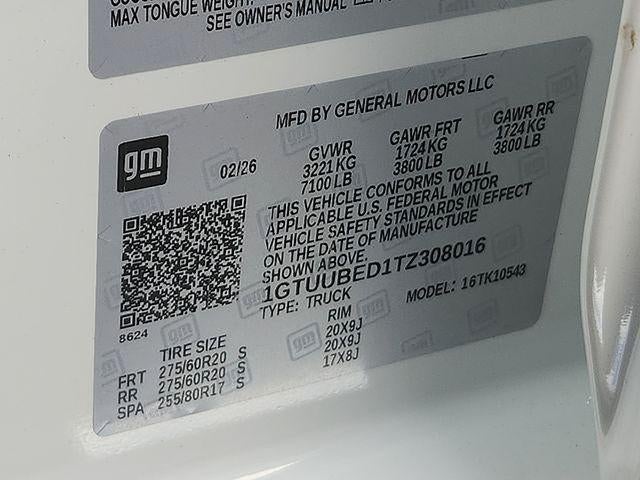 MAX TONGUE WEIGHT
SEE OWNER'S MANUAL
MFD BY GENERAL MOTORS LLC
gm
02/26
GVWR GAWR FRT GAWR RR
3221 KG 1724 KG 1724 KG
7100 LB 3800 LB 3800 LB
THIS VEHICLE CONFORMS TO ALL
APPLICABLE U.S. FEDERAL MOTOR
VEHICLE SAFETY STANDARDS IN EFFECT
ON THE DATE OF MANUFACTURE
SHOWN ABOVE.
1GTUUBED1TZ308016
TYPE: TRUCK MODEL: 16TK10543
8624
TIRE SIZE RIM
FRT 275/60R20 S 20X9J
RR 275/60R20 S 20X9J
SPA 255/80R17 S 17X8J